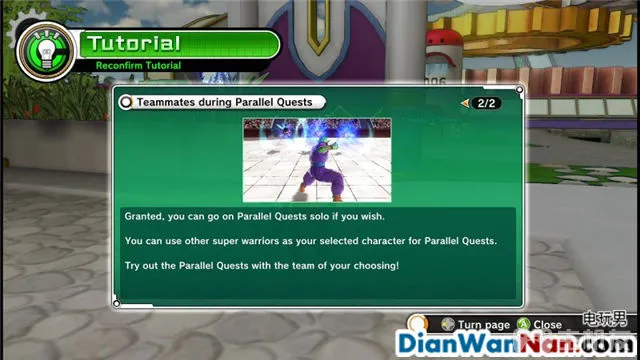 Tutorial
Reconfirm Tutorial
Teammates during Parallel Quests
2/2
Granted, you can go on Parallel Quests solo if you wish.
You can use other super warriors as your selected character for Parallel Quests.
Try out the Parallel Quests with the team of your choosing!
006
Turn page A Close
电玩男
DianWanNan.com